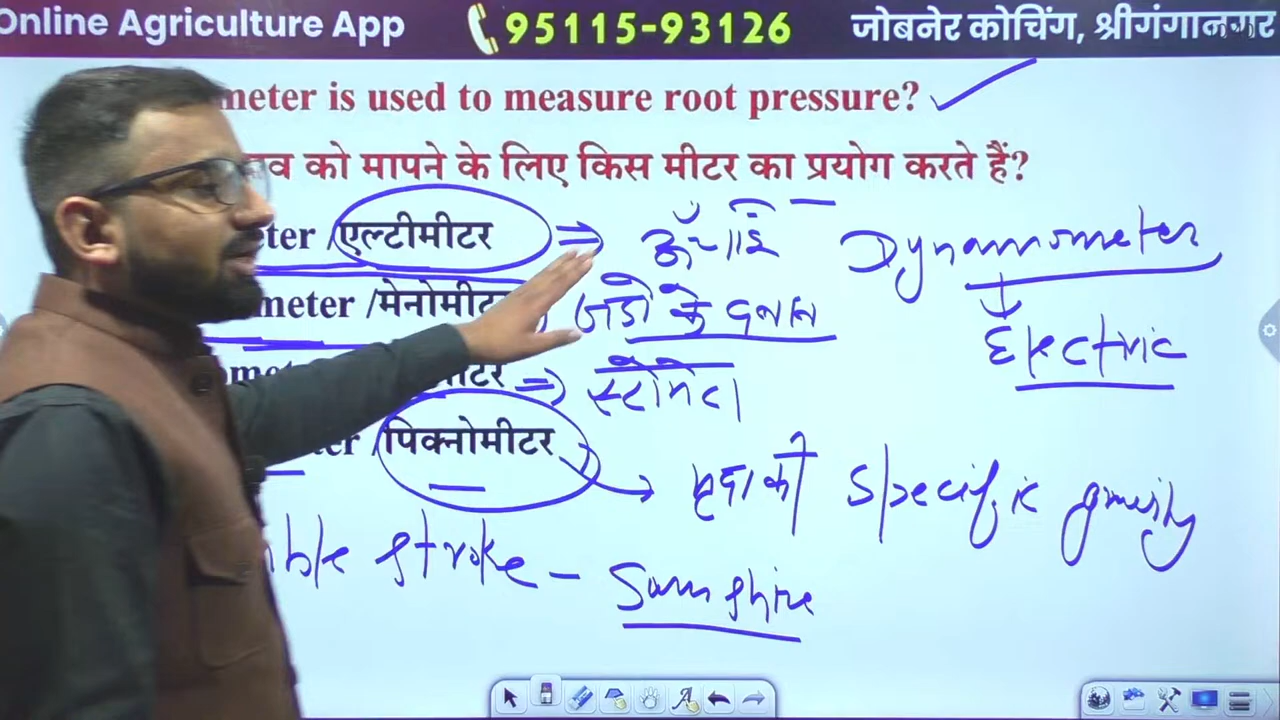 Online Agriculture App 95115-93126 जोबनेर कोचिंग, श्रीगंगानगर
meter is used to measure root pressure?
को मापने के लिए किस मीटर का प्रयोग करते हैं?
/एल्टीमीटर ⇒ ऊँचाई Dynamometer
meter /मेनोमीटर जडो के दबाव
Electric
स्टोमेटा
/पिक्नोमीटर → मृदा की specific gravity
stroke – Sunshine